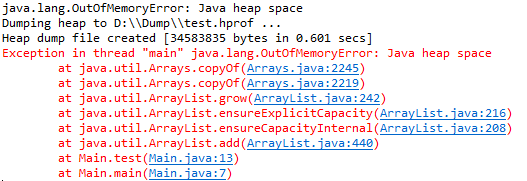 java.lang.OutOfMemoryError: Java heap space
Dumping heap to D:\\Dump\\test.hprof ...
Heap dump file created [34583835 bytes in 0.601 secs]
Exception in thread "main" java.lang.OutOfMemoryError: Java heap space
at java.util.Arrays.copyOf(Arrays.java:2245)
at java.util.Arrays.copyOf(Arrays.java:2219)
at java.util.ArrayList.grow(ArrayList.java:242)
at java.util.ArrayList.ensureExplicitCapacity(ArrayList.java:216)
at java.util.ArrayList.ensureCapacityInternal(ArrayList.java:208)
at java.util.ArrayList.add(ArrayList.java:440)
at Main.test(Main.java:13)
at Main.main(Main.java:7)